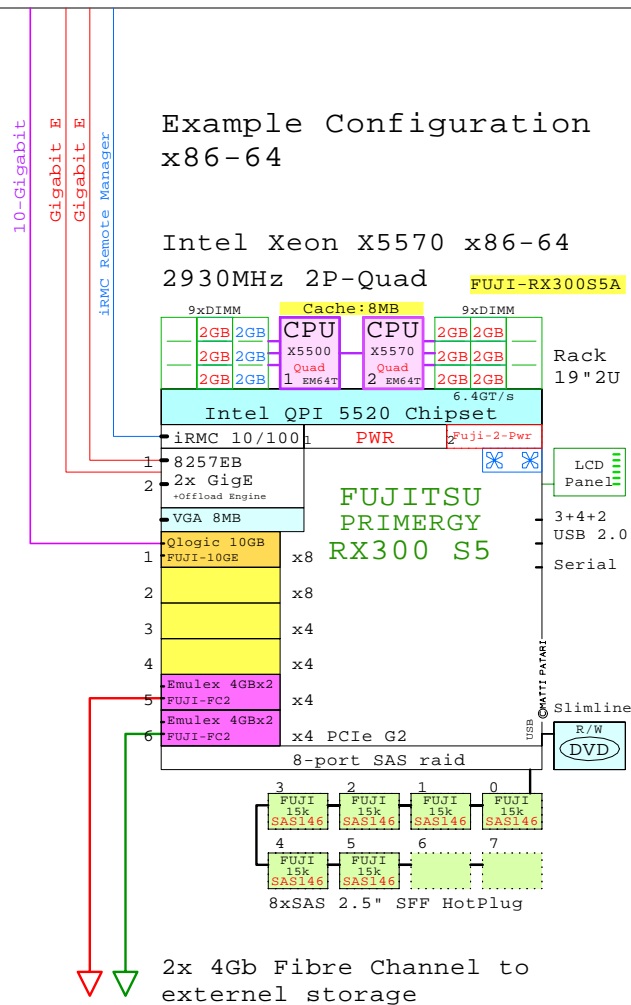 10-Gigabit
Gigabit E
Gigabit E
iRMC Remote Manager
Example Configuration
x86-64
Intel Xeon X5570 x86-64
2930MHz 2P-Quad
FUJI-RX300S5A
9xDIMM
Cache:8MB
9xDIMM
2GB 2GB
2GB 2GB
2GB 2GB
CPU
X5500
Quad
1 EM64T
CPU
X5570
Quad
2 EM64T
2GB 2GB
2GB 2GB
2GB 2GB
Rack
19"2U
6.4GT/s
Intel QPI 5520 Chipset
iRMC 10/100
1 PWR
2 Fuji-2-Pwr
1 8257EB
2 2x GigE
+Offload Engine
LCD
Panel
VGA 8MB
FUJITSU
PRIMERGY
RX300 S5
3+4+2
USB 2.0
Serial
Qlogic 10GB
1 FUJI-10GE x8
2 x8
3 x4
4 x4
Emulex 4GBx2
5 FUJI-FC2 x4
Emulex 4GBx2
6 FUJI-FC2 x4 PCIe G2
©MATTI PATARI
USB
Slimline
R/W
DVD
8-port SAS raid
3 2 1 0
FUJI FUJI FUJI FUJI
15k 15k 15k 15k
SAS146 SAS146 SAS146 SAS146
4 5 6 7
FUJI FUJI
15k 15k
SAS146 SAS146
8xSAS 2.5" SFF HotPlug
2x 4Gb Fibre Channel to
externel storage